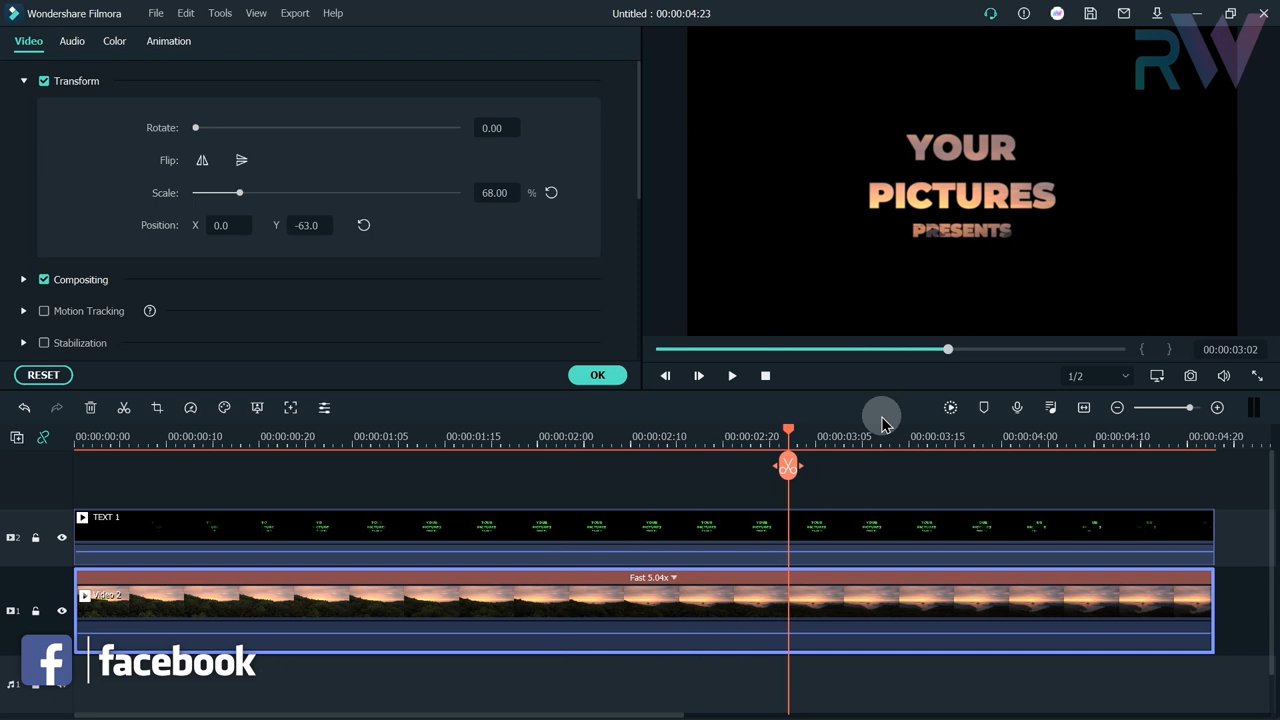 Wondershare Filmora File Edit Tools View Export Help Untitled : 00:00:04:23
RW
Video Audio Color Animation
Transform
Rotate: 0.00
Flip:
Scale: 68.00 %
Position: X 0.0 Y -63.0
Compositing
Motion Tracking
Stabilization
RESET OK
YOUR
PICTURES
PRESENTS
00:00:03:02
1/2
00:00:00:00 00:00:00:10 00:00:00:20 00:00:01:05 00:00:01:15 00:00:02:00 00:00:02:10 00:00:02:20 00:00:03:05 00:00:03:15 00:00:04:00 00:00:04:10 00:00:04:20
TEXT 1
2
Fast 5.04x
Video 2
1
facebook
1